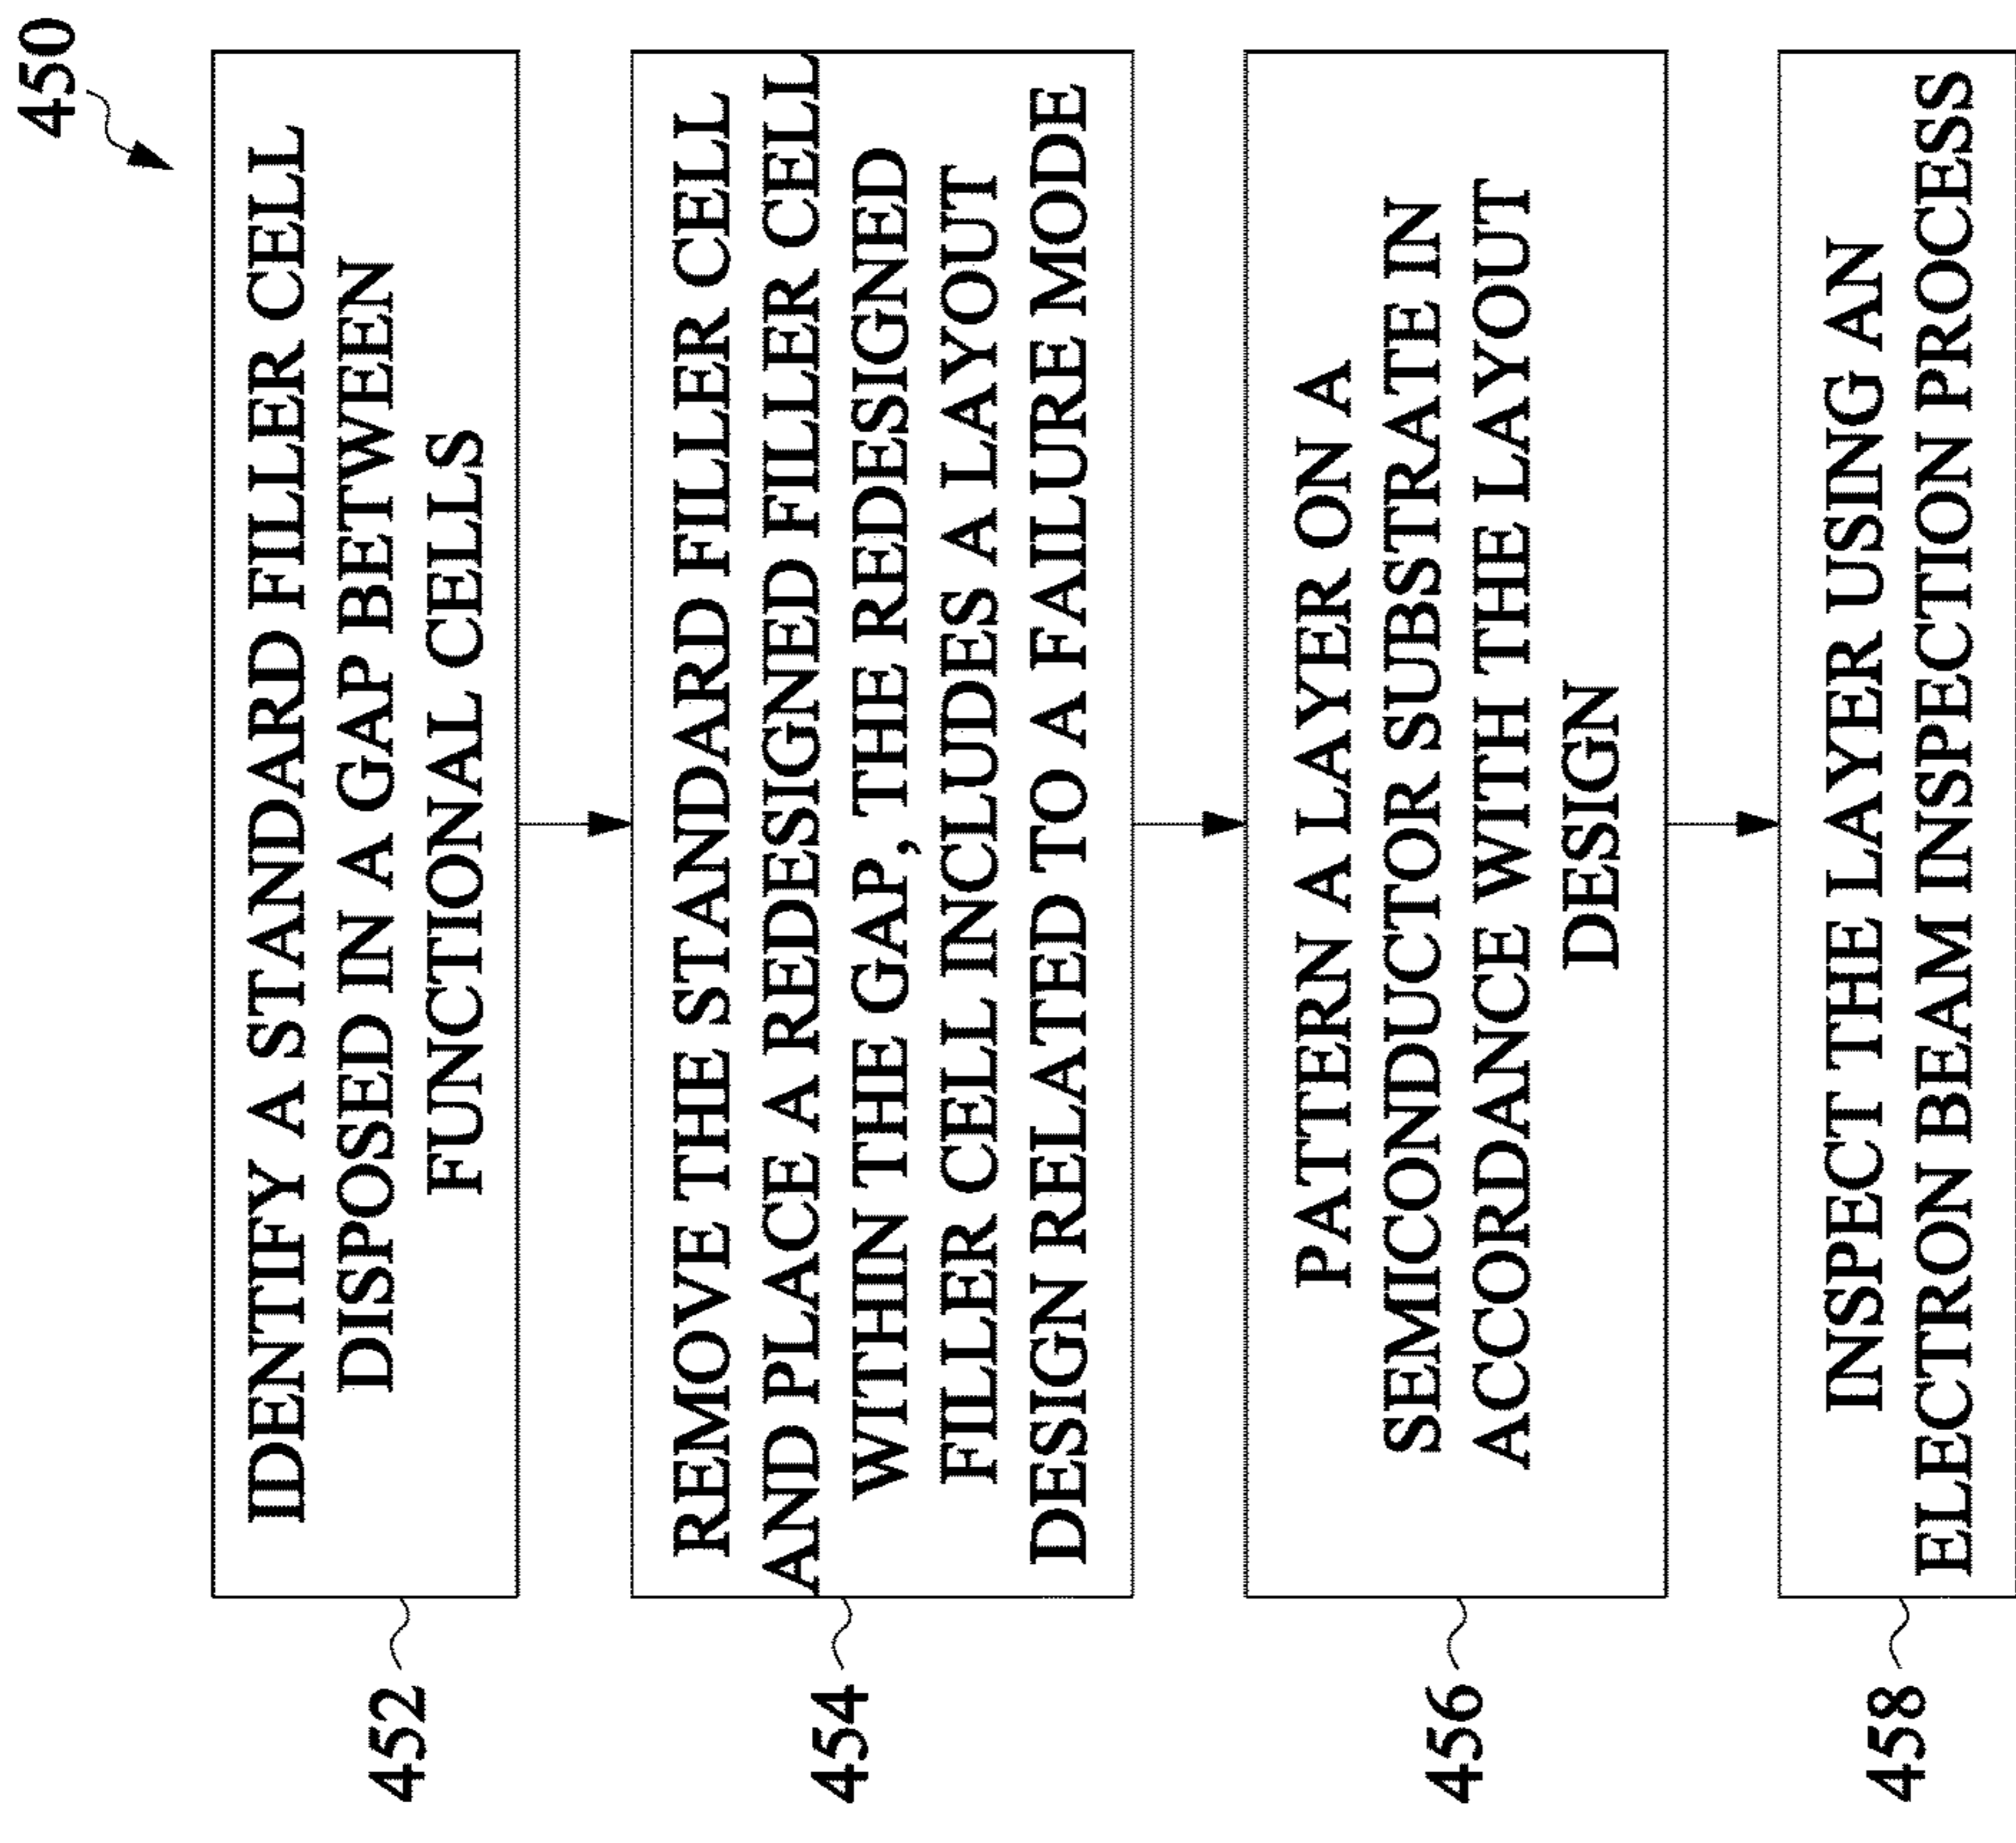 450
452
IDENTIFY A STANDARD FILLER CELL
DISPOSED IN A GAP BETWEEN
FUNCTIONAL CELLS
454
REMOVE THE STANDARD FILLER CELL
AND PLACE A REDESIGNED FILLER CELL
WITHIN THE GAP, THE REDESIGNED
FILLER CELL INCLUDES A LAYOUT
DESIGN RELATED TO A FAILURE MODE
456
PATTERN A LAYER ON A
SEMICONDUCTOR SUBSTRATE IN
ACCORDANCE WITH THE LAYOUT
DESIGN
458
INSPECT THE LAYER USING AN
ELECTRON BEAM INSPECTION PROCESS